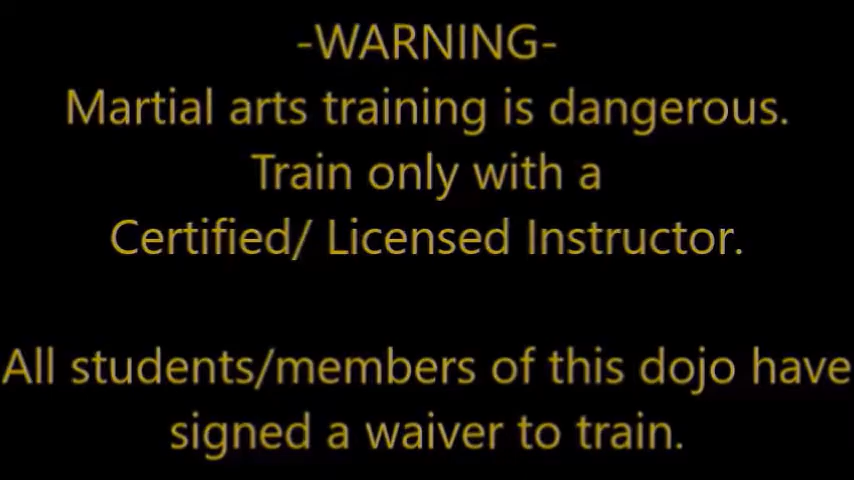 -WARNING-
Martial arts training is dangerous.
Train only with a
Certified/ Licensed Instructor.
All students/members of this dojo have
signed a waiver to train.